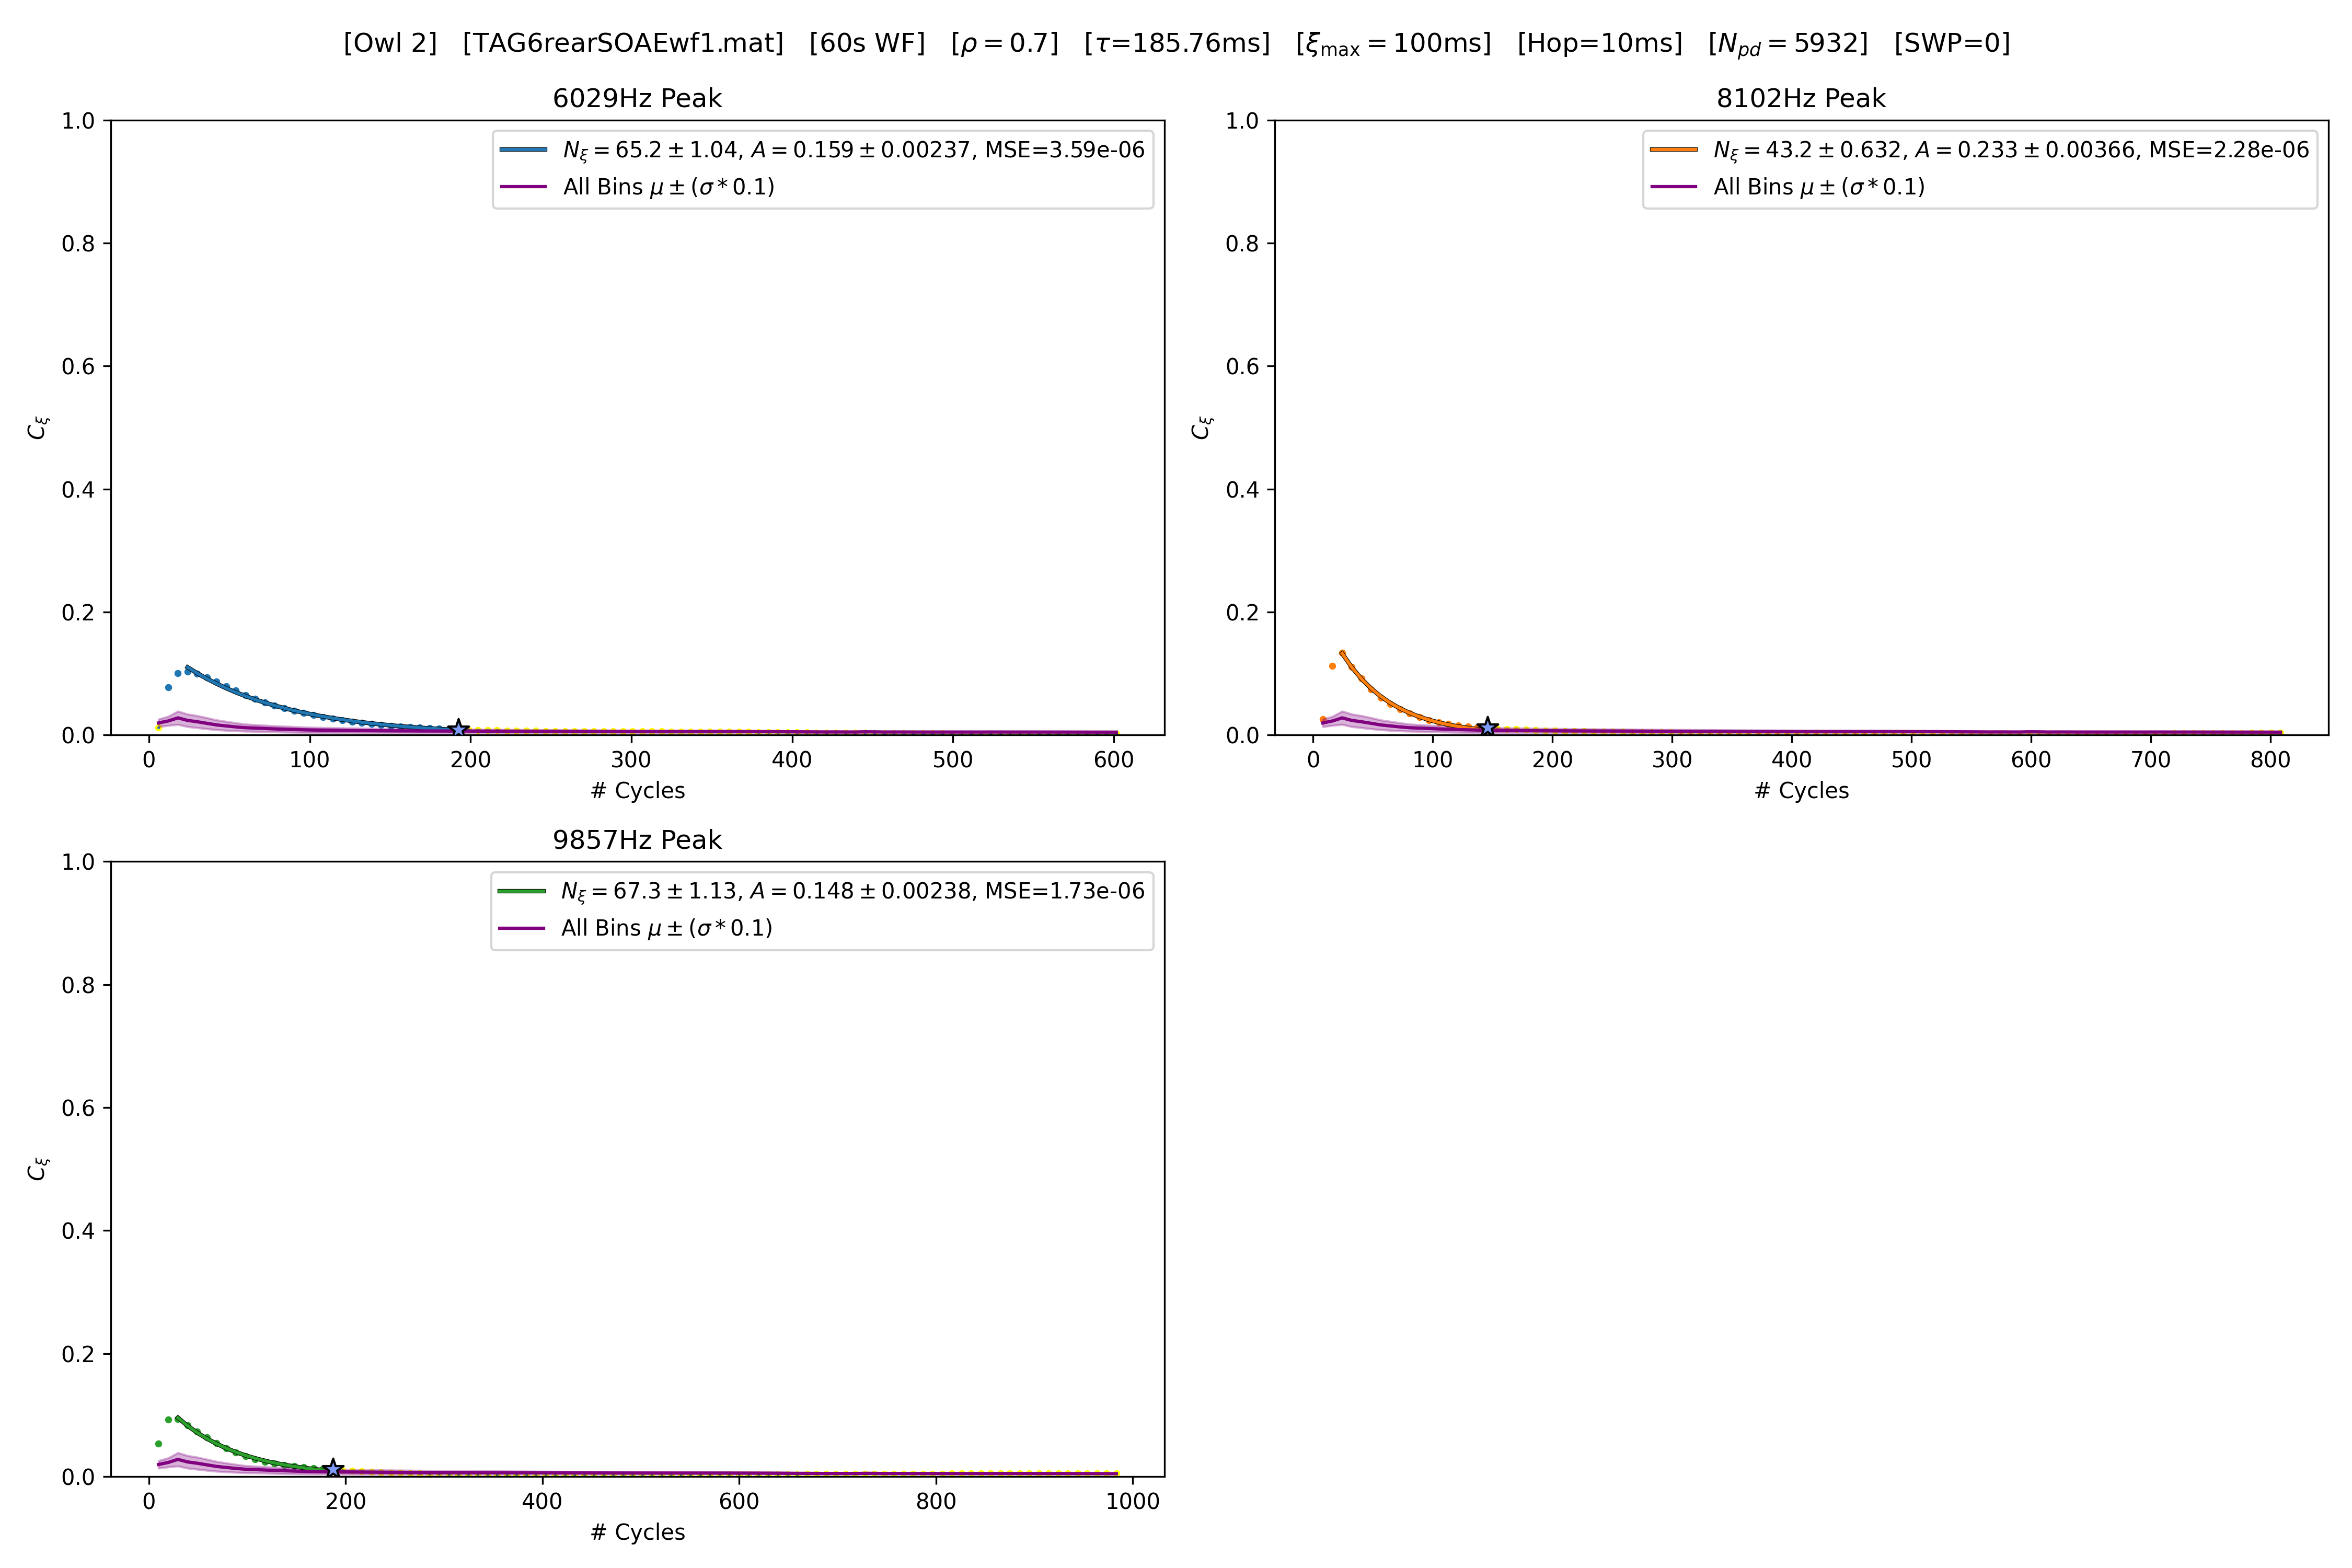 [Owl 2] [TAG6rearSOAEwf1.mat] [60s WF] [ρ = 0.7] [τ=185.76ms] [ξmax = 100ms] [Hop=10ms] [Npd = 5932] [SWP=0]
6029Hz Peak
1.0
0.8
0.6
0.4
0.2
0.0
Cξ
Nξ = 65.2 ± 1.04, A = 0.159 ± 0.00237, MSE=3.59e-06
All Bins μ ± (σ * 0.1)
0 100 200 300 400 500 600
# Cycles
8102Hz Peak
1.0
0.8
0.6
0.4
0.2
0.0
Cξ
Nξ = 43.2 ± 0.632, A = 0.233 ± 0.00366, MSE=2.28e-06
All Bins μ ± (σ * 0.1)
0 100 200 300 400 500 600 700 800
# Cycles
9857Hz Peak
1.0
0.8
0.6
0.4
0.2
0.0
Cξ
Nξ = 67.3 ± 1.13, A = 0.148 ± 0.00238, MSE=1.73e-06
All Bins μ ± (σ * 0.1)
0 200 400 600 800 1000
# Cycles